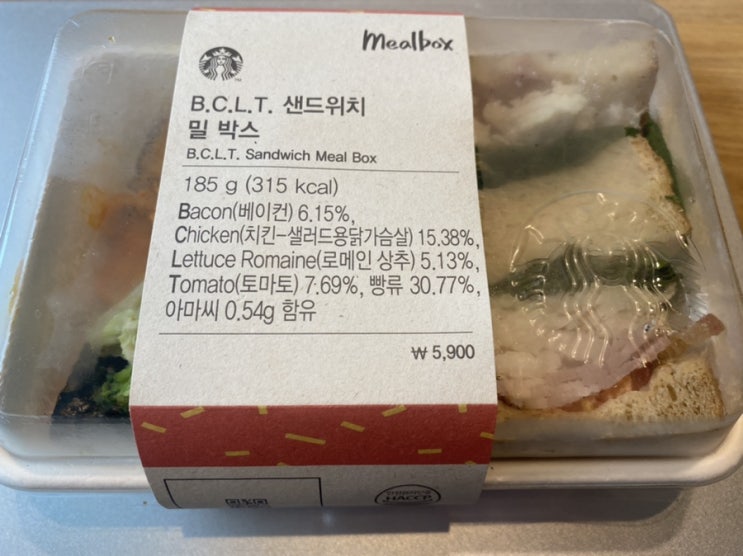 Mealbox
B.C.L.T. 샌드위치
밀 박스
B.C.L.T. Sandwich Meal Box
185 g (315 kcal)
Bacon(베이컨) 6.15%,
Chicken(치킨-샐러드용닭가슴살) 15.38%,
Lettuce Romaine(로메인 상추) 5.13%,
Tomato(토마토) 7.69%, 빵류 30.77%,
아마씨 0.54g 함유
₩ 5,900
HACCP